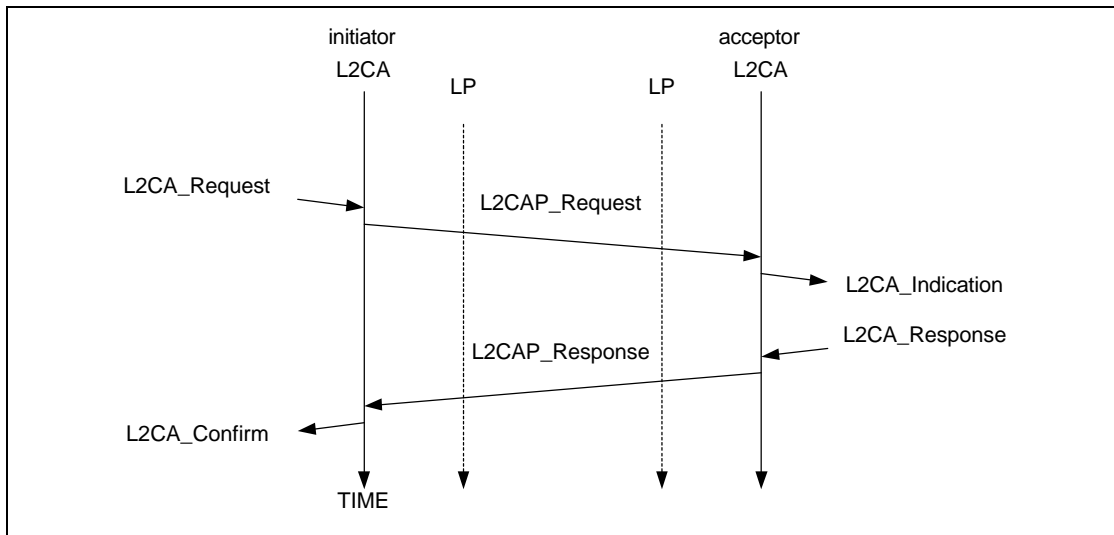 initiator
L2CA
LP
LP
acceptor
L2CA
L2CA_Request
L2CAP_Request
L2CA_Indication
L2CA_Response
L2CAP_Response
L2CA_Confirm
TIME